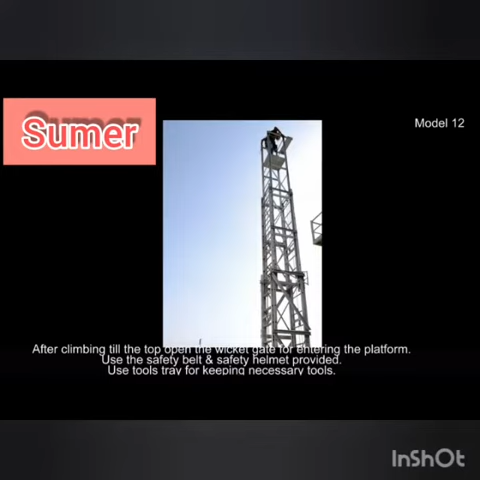 Sumer
Model 12
After climbing till the top open the wicket gate for entering the platform.
Use the safety belt & safety helmet provided.
Use tools tray for keeping necessary tools.
InShOt